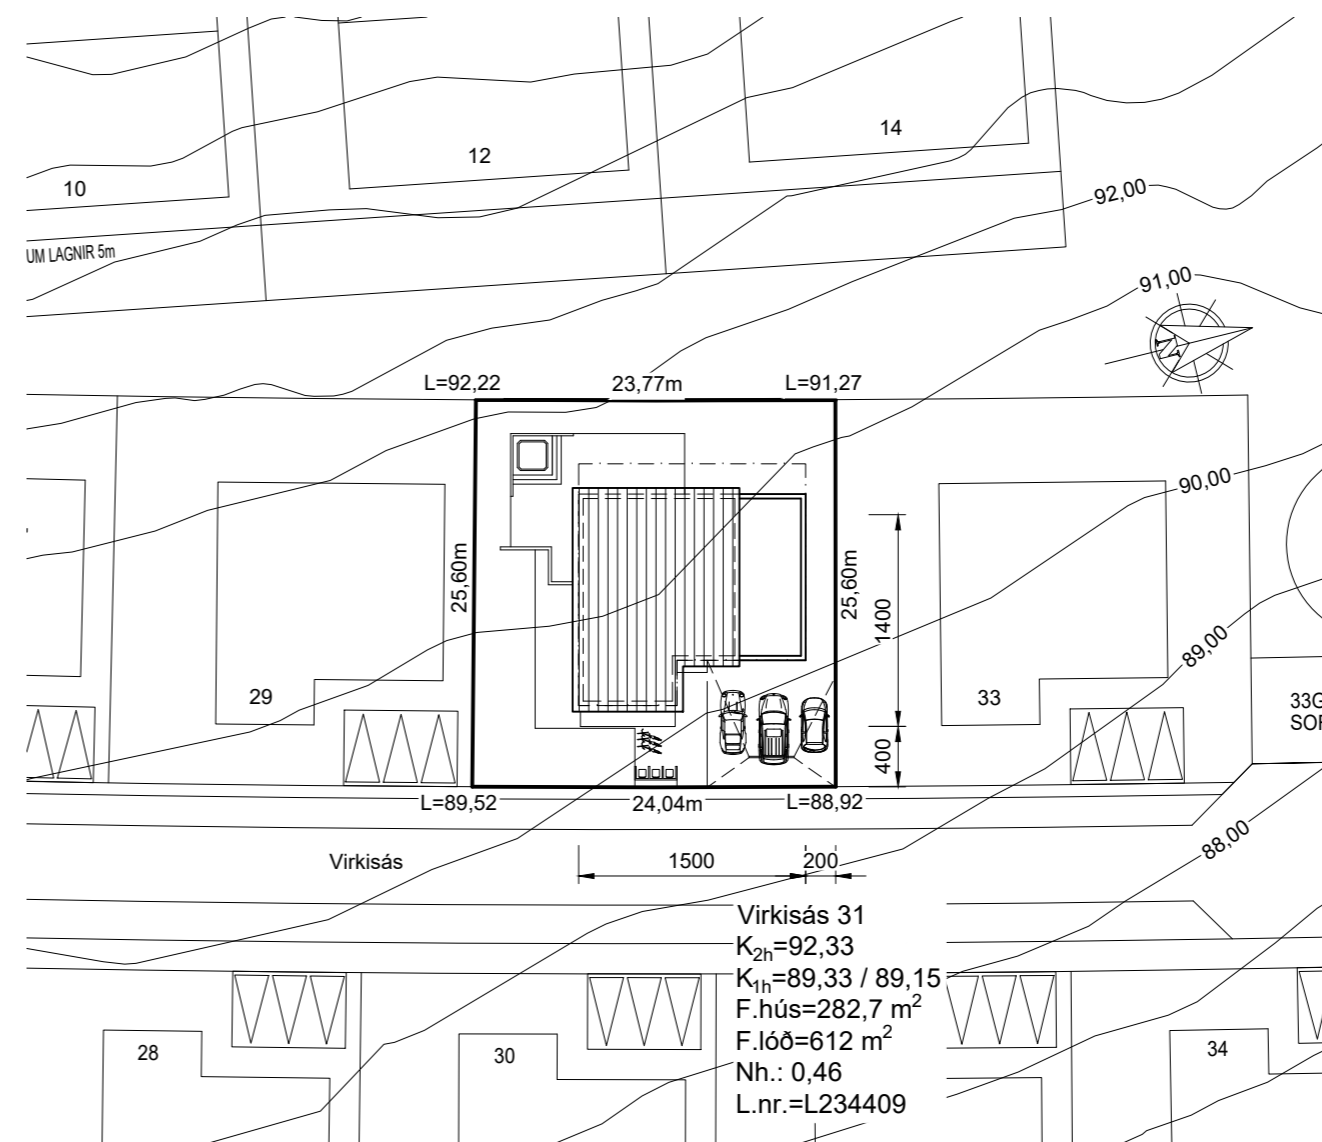 14
12
10
92,00
UM LAGNIR 5m
91,00
N
L=92,22
23,77m
L=91,27
90,00
25,60m
25,60m
1400
89,00
29
33
33G
SOF
400
L=89,52
24,04m
L=88,92
88,00
Virkisás
1500
200
Virkisás 31
K2h=92,33
K1h=89,33 / 89,15
F.hús=282,7 m²
F.lóð=612 m²
Nh.: 0,46
L.nr.=L234409
28
30
34